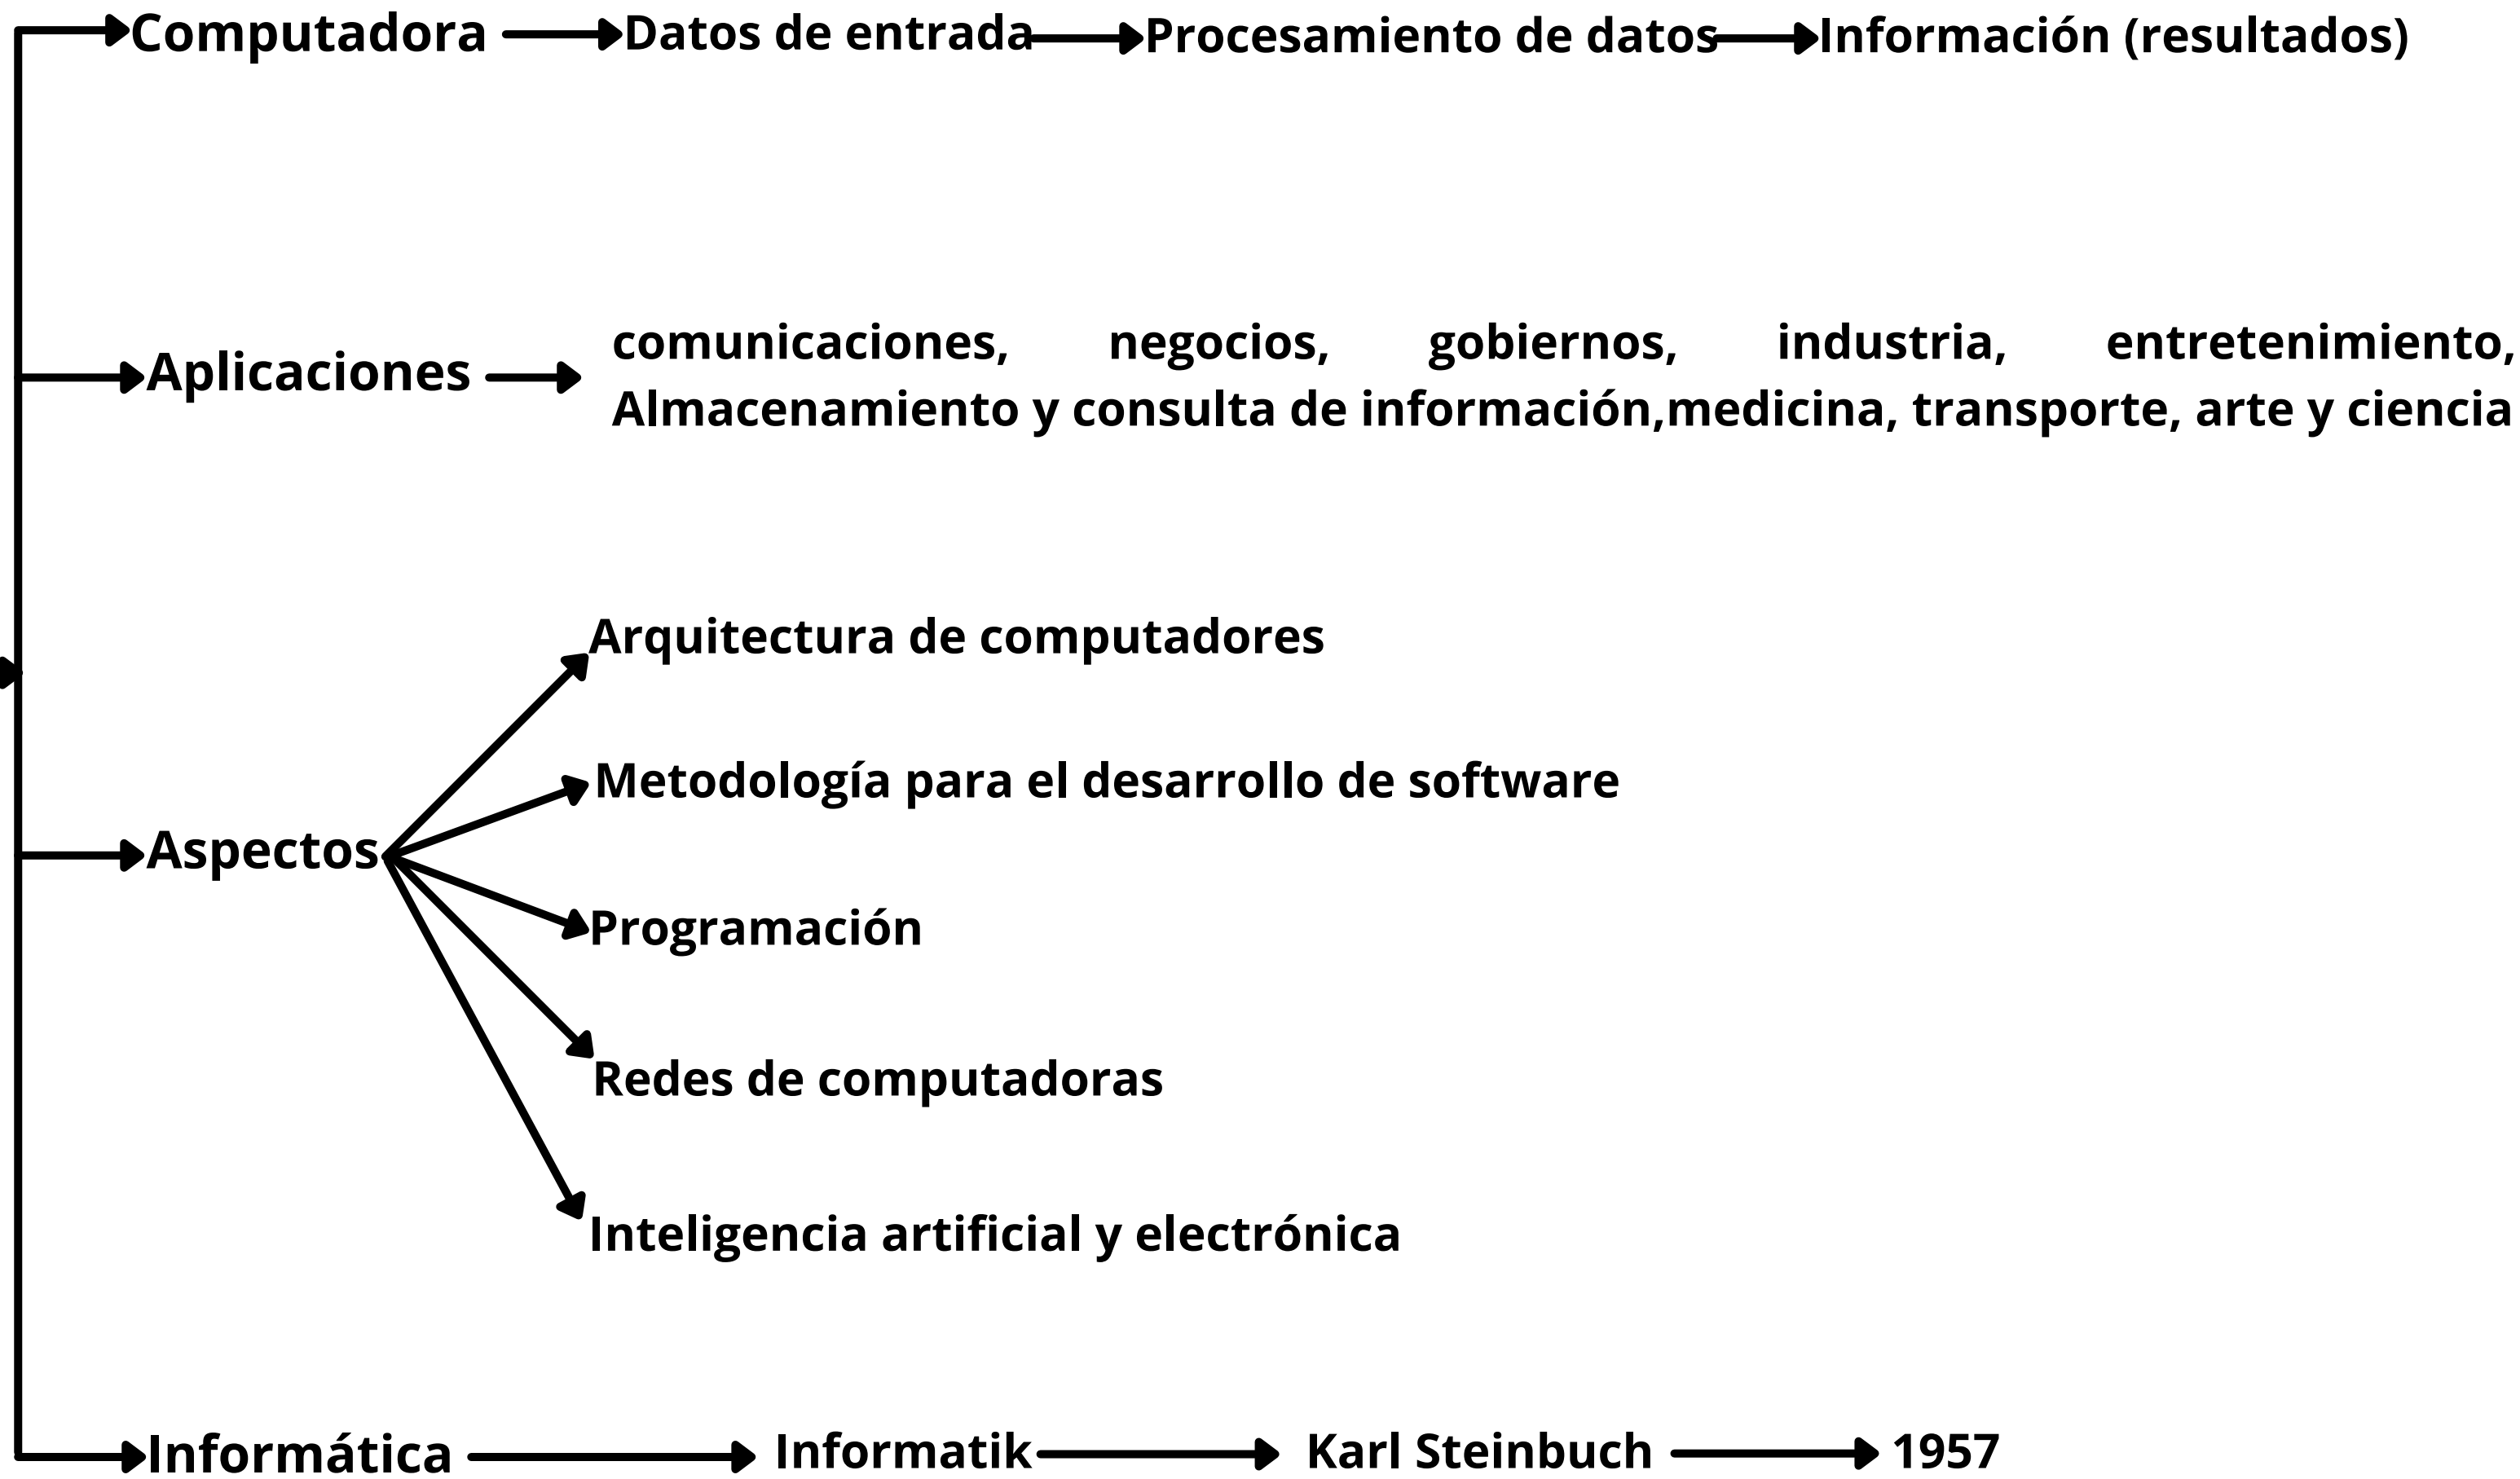 Computadora Datos de entrada Procesamiento de datos Información (resultados)
Aplicaciones
comunicaciones, negocios, gobiernos, industria, entretenimiento,
Almacenamiento y consulta de información,medicina, transporte, arte y ciencia
Aspectos
Arquitectura de computadores
Metodología para el desarrollo de software
Programación
Redes de computadoras
Inteligencia artificial y electrónica
Informática Informatik Karl Steinbuch 1957